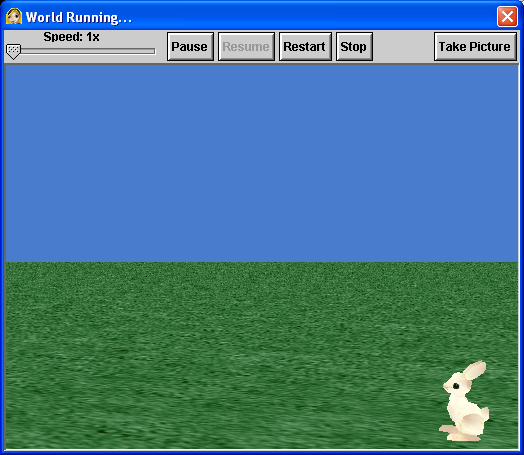 World Running...
Speed: 1x
Pause
Resume
Restart
Stop
Take Picture